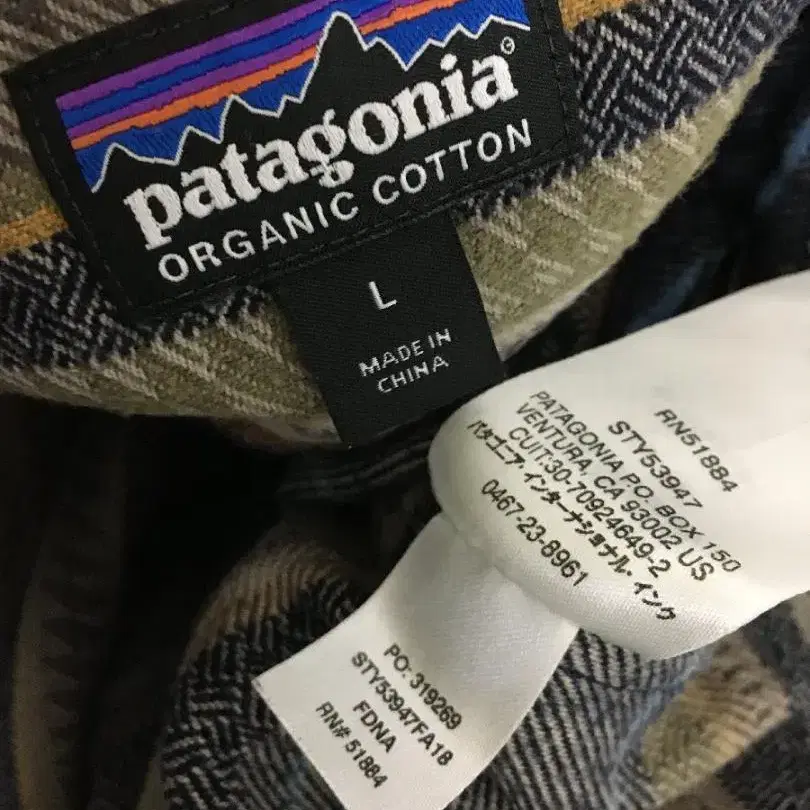 patagonia®
ORGANIC COTTON
L
MADE IN
CHINA
RN51884
STY53947
PATAGONIA PO. BOX 150
VENTURA, CA 93002 US
CUIT:30-70924649-2
パタゴニア・インターナショナル・インク
0467-23-8961
PO: 319269
STY53947FA18
FDNA
RN# 51884